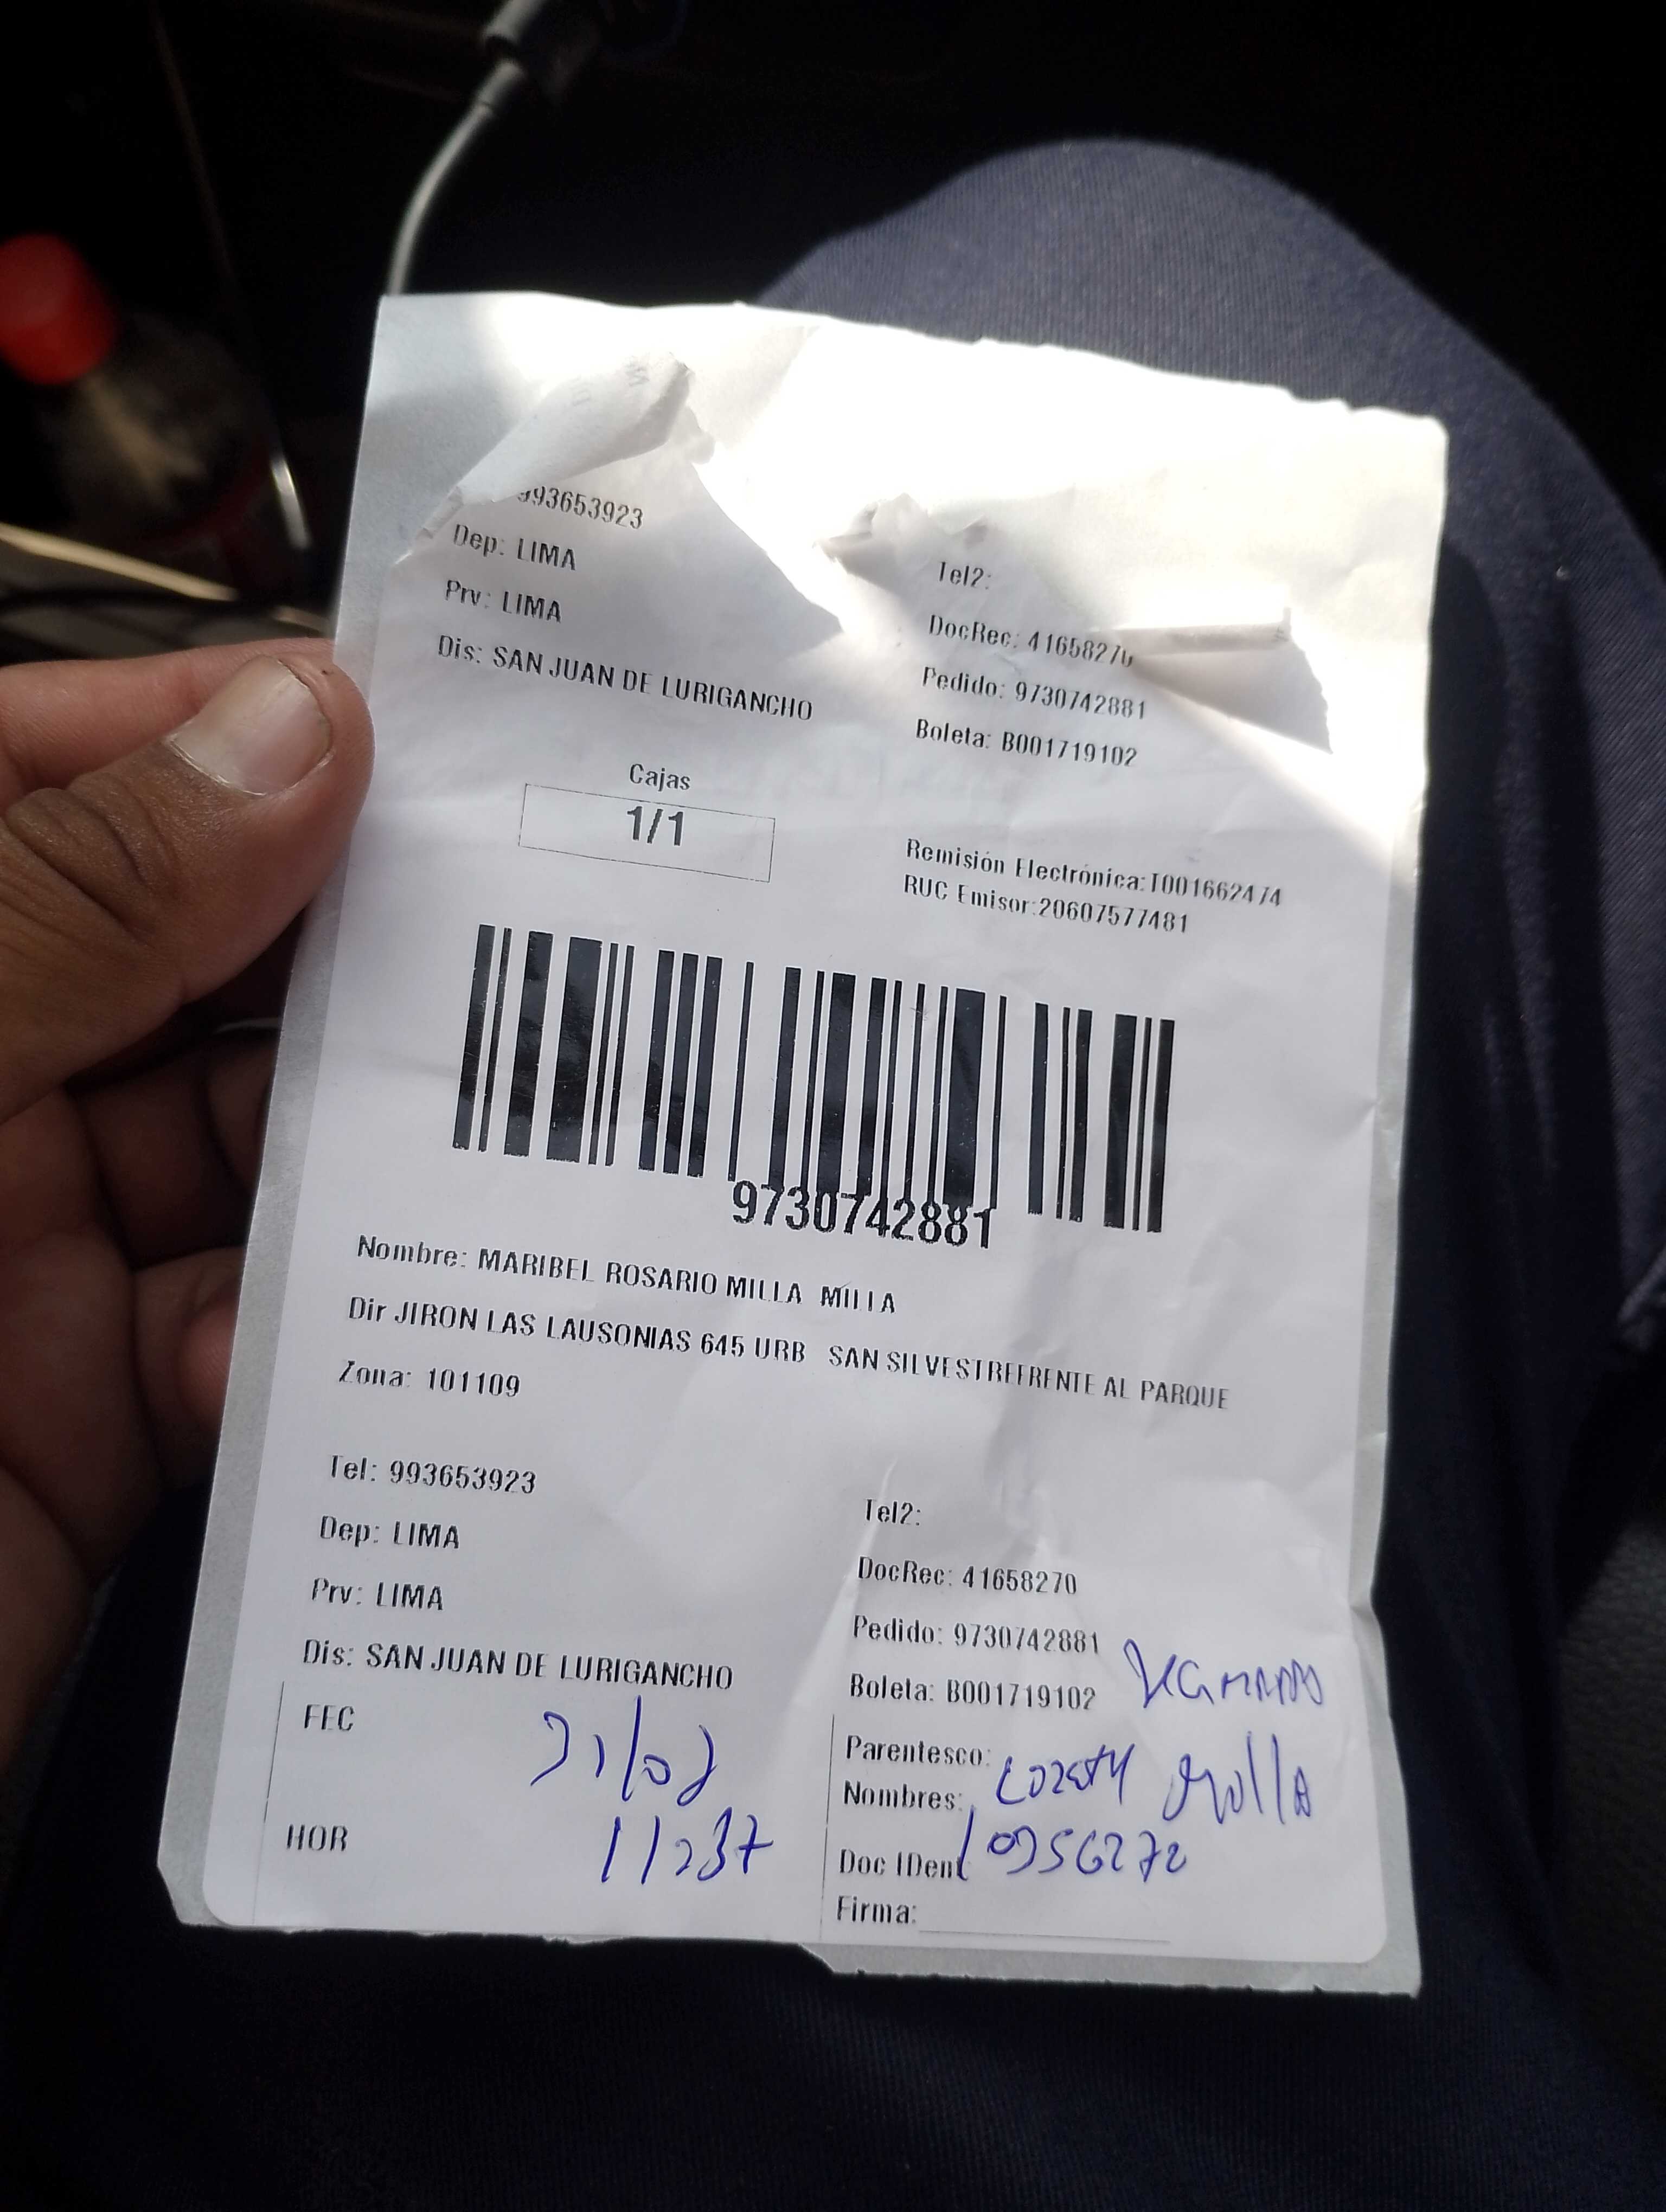 993653923
Dep: LIMA
Prv: LIMA
Dis: SAN JUAN DE LURIGANCHO
Tel2:
DocRec: 41658270
Pedido: 9730742881
Boleta: B001719102
Cajas
1/1
Remisión Electrónica:T001662474
RUC Emisor:20607577481
9730742881
Nombre: MARIBEL ROSARIO MILLA MILLA
Dir JIRON LAS LAUSONIAS 645 URB SAN SILVESTREFRENTE AL PARQUE
Zona: 101109
Tel: 993653923
Dep: LIMA
Prv: LIMA
Dis: SAN JUAN DE LURIGANCHO
Tel2:
DocRec: 41658270
Pedido: 9730742881
Boleta: B001719102
FEC
HOR 11:37
Parentesco:
Nombres:
Doc IDent
Firma: